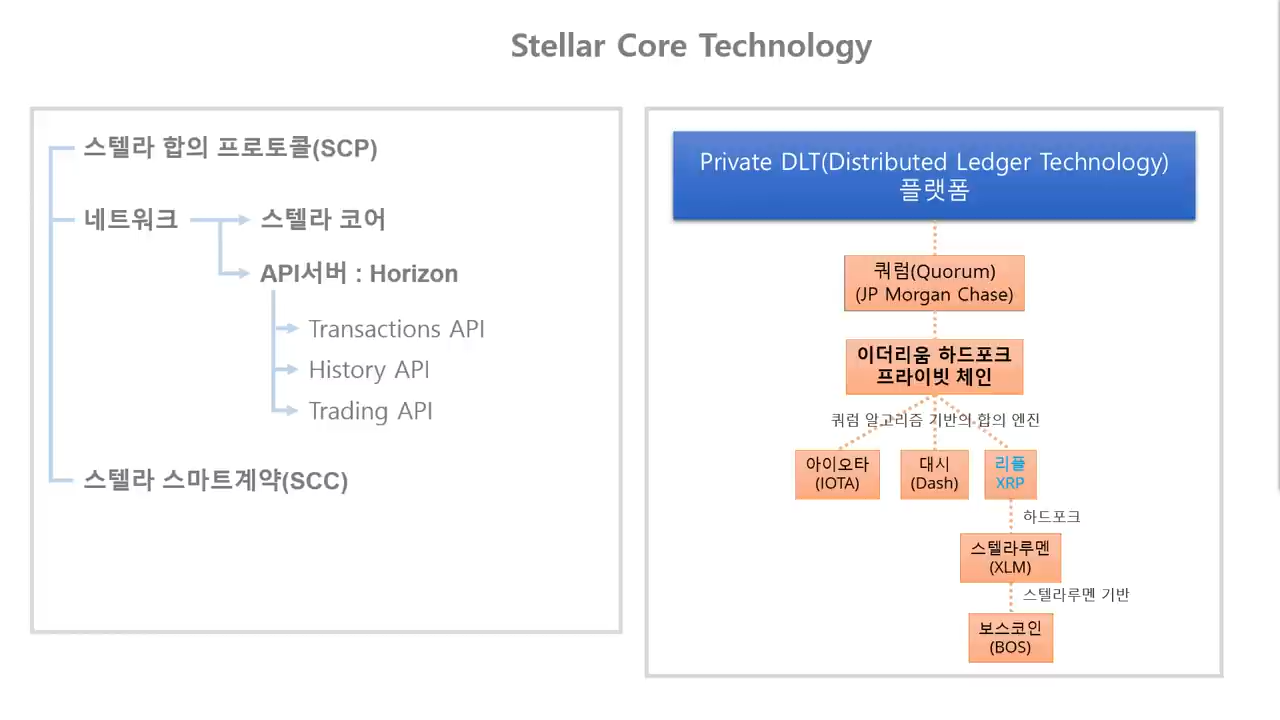 Stellar Core Technology
스텔라 합의 프로토콜(SCP)
네트워크
스텔라 코어
API서버 : Horizon
Transactions API
History API
Trading API
스텔라 스마트계약(SCC)
Private DLT(Distributed Ledger Technology)
플랫폼
쿼럼(Quorum)
(JP Morgan Chase)
이더리움 하드포크
프라이빗 체인
쿼럼 알고리즘 기반의 합의 엔진
아이오타
(IOTA)
대시
(Dash)
리플
XRP
하드포크
스텔라루멘
(XLM)
스텔라루멘 기반
보스코인
(BOS)